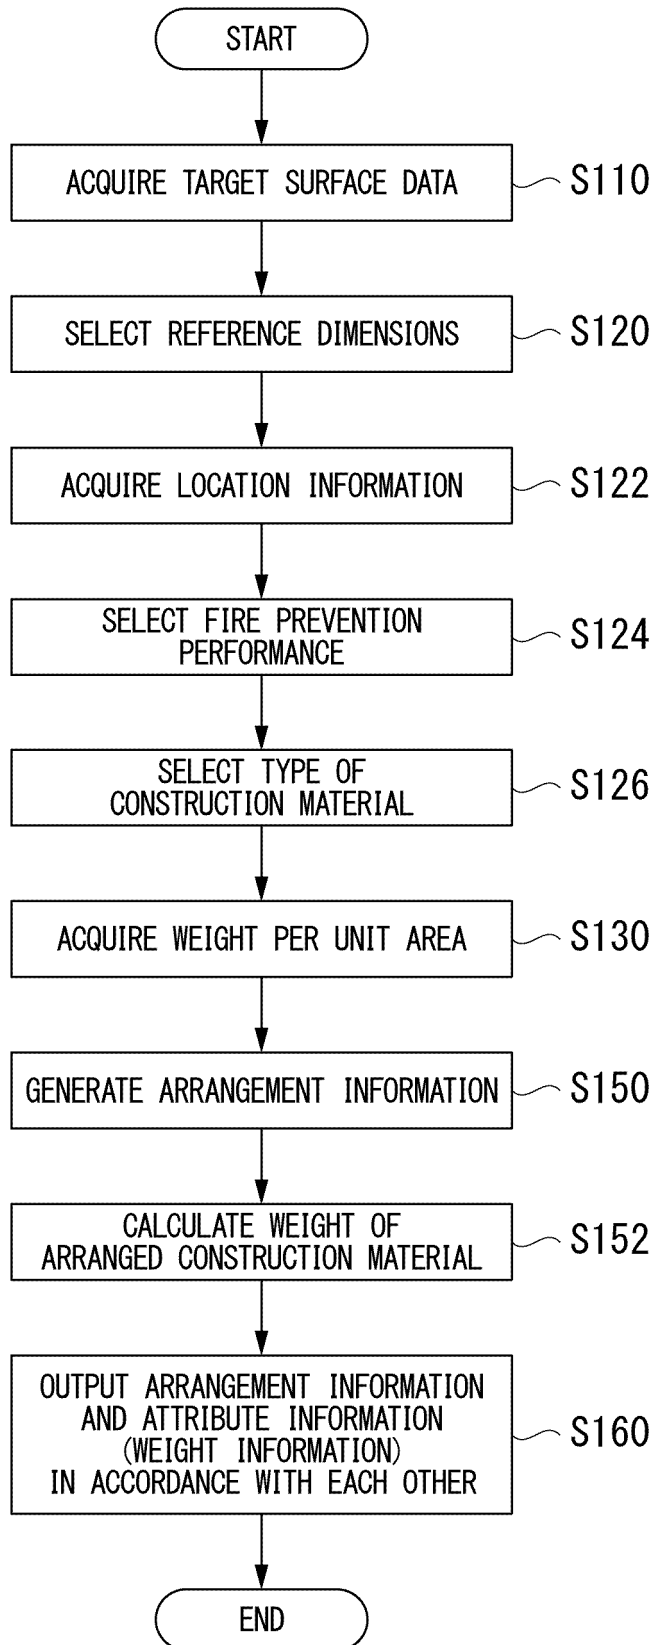 START
ACQUIRE TARGET SURFACE DATA
S110
SELECT REFERENCE DIMENSIONS
S120
ACQUIRE LOCATION INFORMATION
S122
SELECT FIRE PREVENTION
PERFORMANCE
S124
SELECT TYPE OF
CONSTRUCTION MATERIAL
S126
ACQUIRE WEIGHT PER UNIT AREA
S130
GENERATE ARRANGEMENT INFORMATION
S150
CALCULATE WEIGHT OF
ARRANGED CONSTRUCTION MATERIAL
S152
OUTPUT ARRANGEMENT INFORMATION
AND ATTRIBUTE INFORMATION
(WEIGHT INFORMATION)
IN ACCORDANCE WITH EACH OTHER
S160
END